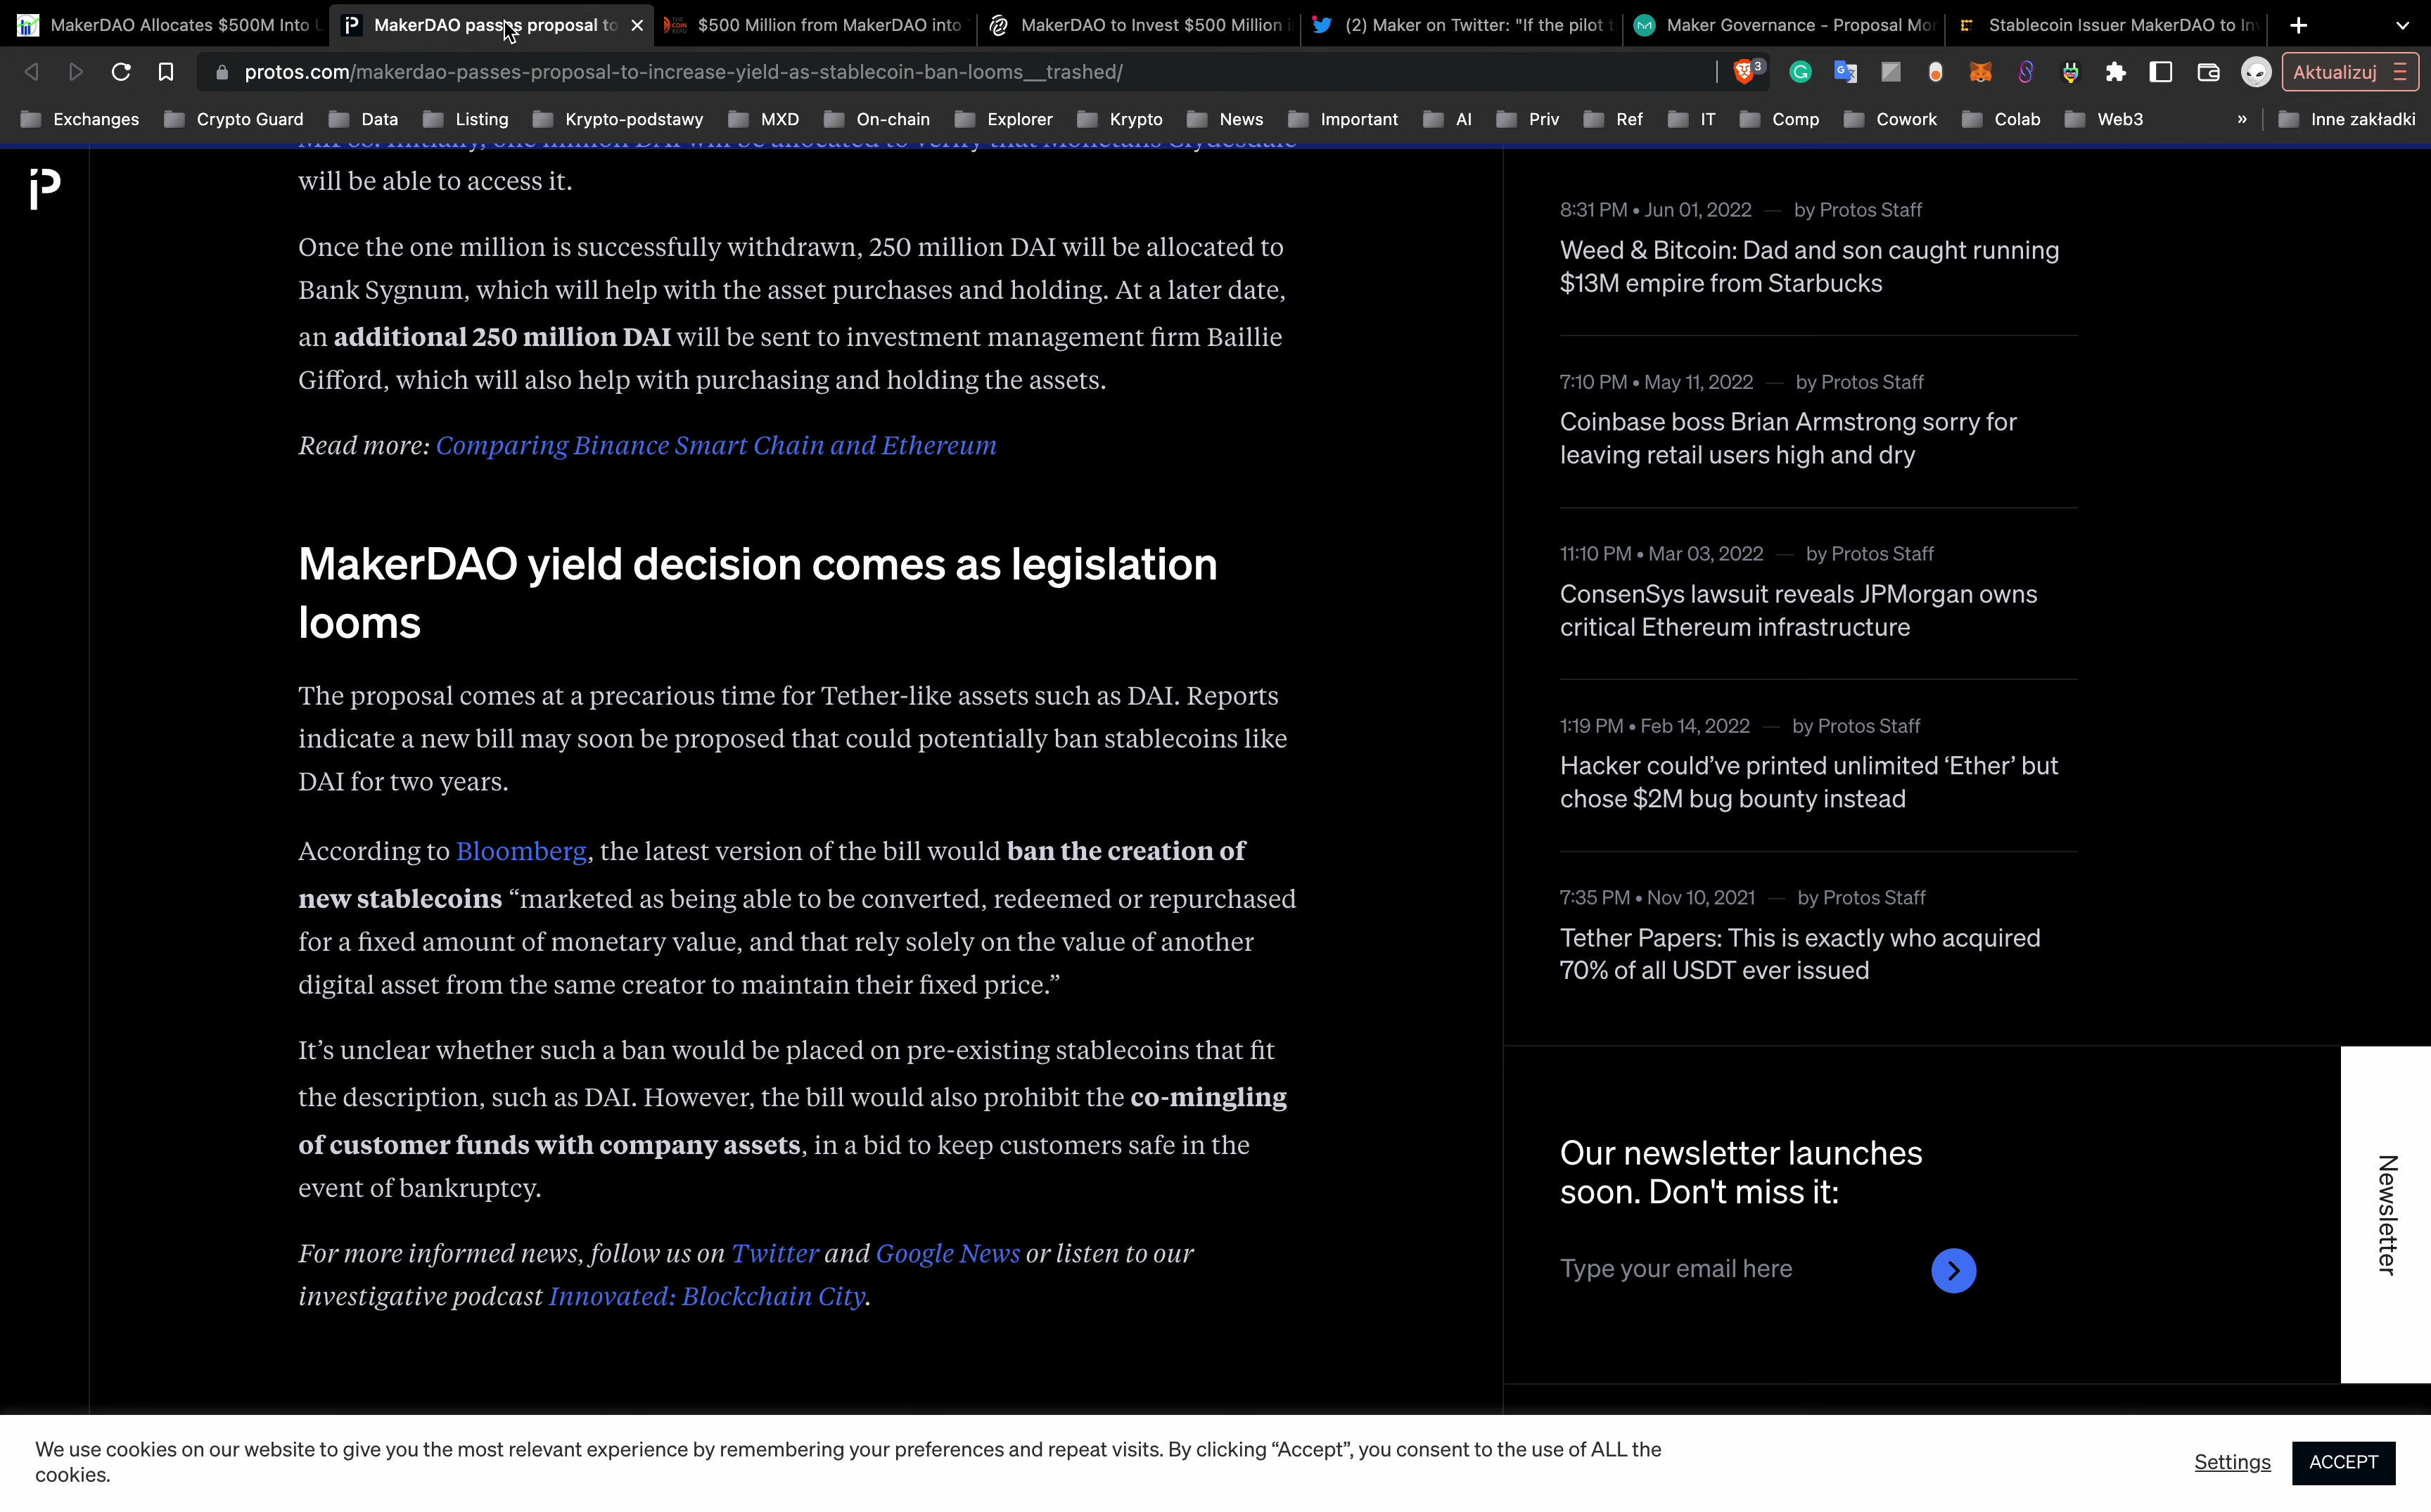 MakerDAO Allocates $500M Into U
MakerDAO passes proposal to
$500 Million from MakerDAO into
MakerDAO to Invest $500 Million i
(2) Maker on Twitter: "If the pilot t
Maker Governance - Proposal Mor
Stablecoin Issuer MakerDAO to Inv
protos.com/makerdao-passes-proposal-to-increase-yield-as-stablecoin-ban-looms__trashed/
3
Aktualizuj
Exchanges
Crypto Guard
Data
Listing
Krypto-podstawy
MXD
On-chain
Explorer
Krypto
News
Important
AI
Priv
Ref
IT
Comp
Cowork
Colab
Web3
»
Inne zakładki
will be able to access it.
Once the one million is successfully withdrawn, 250 million DAI will be allocated to
Bank Sygnum, which will help with the asset purchases and holding. At a later date,
an additional 250 million DAI will be sent to investment management firm Baillie
Gifford, which will also help with purchasing and holding the assets.
Read more: Comparing Binance Smart Chain and Ethereum
MakerDAO yield decision comes as legislation
looms
The proposal comes at a precarious time for Tether-like assets such as DAI. Reports
indicate a new bill may soon be proposed that could potentially ban stablecoins like
DAI for two years.
According to Bloomberg, the latest version of the bill would ban the creation of
new stablecoins “marketed as being able to be converted, redeemed or repurchased
for a fixed amount of monetary value, and that rely solely on the value of another
digital asset from the same creator to maintain their fixed price.”
It’s unclear whether such a ban would be placed on pre-existing stablecoins that fit
the description, such as DAI. However, the bill would also prohibit the co-mingling
of customer funds with company assets, in a bid to keep customers safe in the
event of bankruptcy.
For more informed news, follow us on Twitter and Google News or listen to our
investigative podcast Innovated: Blockchain City.
8:31 PM • Jun 01, 2022 — by Protos Staff
Weed & Bitcoin: Dad and son caught running
$13M empire from Starbucks
7:10 PM • May 11, 2022 — by Protos Staff
Coinbase boss Brian Armstrong sorry for
leaving retail users high and dry
11:10 PM • Mar 03, 2022 — by Protos Staff
ConsenSys lawsuit reveals JPMorgan owns
critical Ethereum infrastructure
1:19 PM • Feb 14, 2022 — by Protos Staff
Hacker could’ve printed unlimited ‘Ether’ but
chose $2M bug bounty instead
7:35 PM • Nov 10, 2021 — by Protos Staff
Tether Papers: This is exactly who acquired
70% of all USDT ever issued
Our newsletter launches
soon. Don't miss it:
Type your email here
Newsletter
We use cookies on our website to give you the most relevant experience by remembering your preferences and repeat visits. By clicking “Accept”, you consent to the use of ALL the
cookies.
Settings
ACCEPT